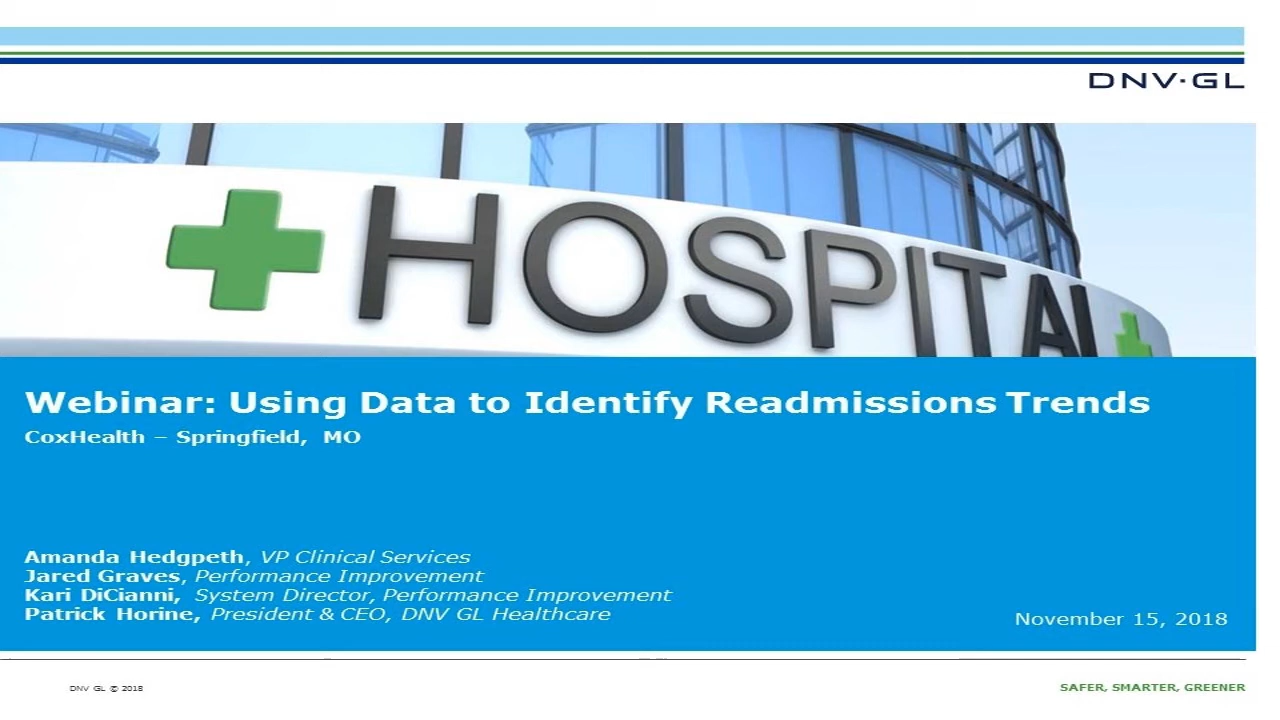 DNV·GL
HOSPITAL
Webinar: Using Data to Identify Readmissions Trends
CoxHealth – Springfield, MO
Amanda Hedgpeth, VP Clinical Services
Jared Graves, Performance Improvement
Kari DiCianni, System Director, Performance Improvement
Patrick Horine, President & CEO, DNV GL Healthcare
November 15, 2018
DNV GL © 2018
SAFER, SMARTER, GREENER